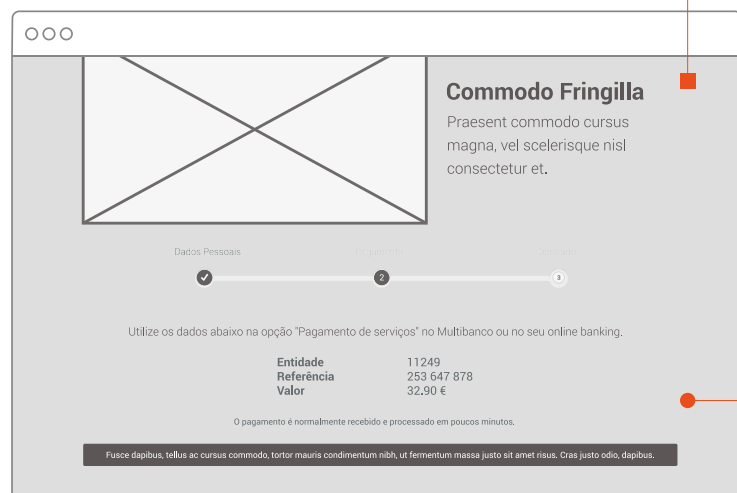 Commodo Fringilla
Praesent commodo cursus
magna, vel scelerisque nisl
consectetur et.
Dados Pessoais
2
3
Utilize os dados abaixo na opção "Pagamento de serviços" no Multibanco ou no seu online banking.
Entidade 11249
Referência 253 647 878
Valor 32.90 €
O pagamento é normalmente recebido e processado em poucos minutos.
Fusce dapibus, tellus ac cursus commodo, tortor mauris condimentum nibh, ut fermentum massa justo sit amet risus. Cras justo odio, dapibus.